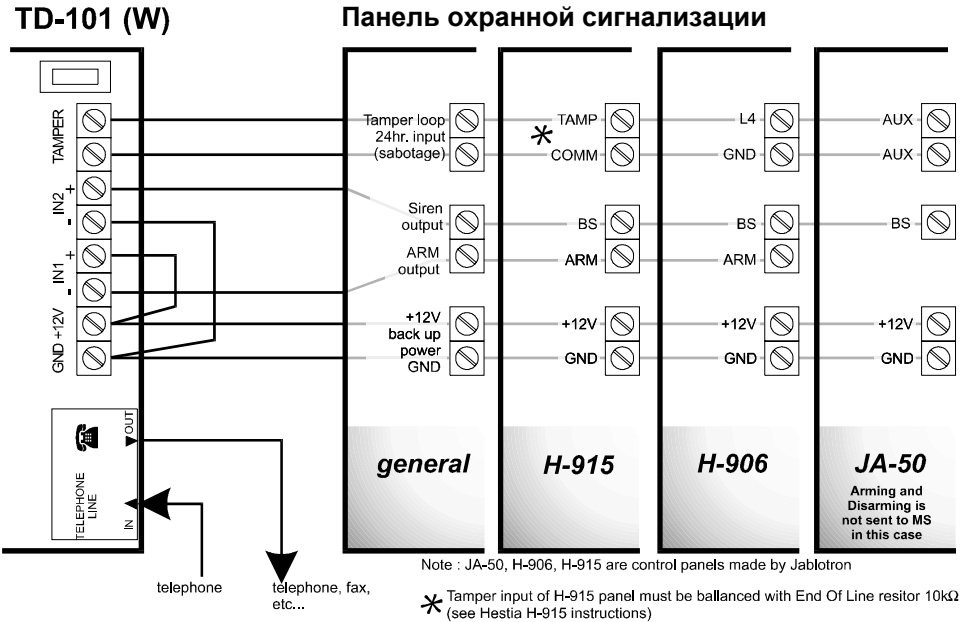 TD-101 (W)
Панель охранной сигнализации
TAMPER
IN2
+
-
IN1
+
-
GND +12V
TELEPHONE
LINE
OUT
IN
telephone
telephone, fax,
etc...
Tamper loop
24hr. input
(sabotage)
Siren
output
ARM
output
+12V
back up
power
GND
general
TAMP
*
COMM
BS
ARM
+12V
GND
H-915
L4
GND
BS
ARM
+12V
GND
H-906
AUX
AUX
BS
+12V
GND
JA-50
Arming and
Disarming is
not sent to MS
in this case
Note : JA-50, H-906, H-915 are control panels made by Jablotron
* Tamper input of H-915 panel must be ballanced with End Of Line resitor 10kΩ
(see Hestia H-915 instructions)